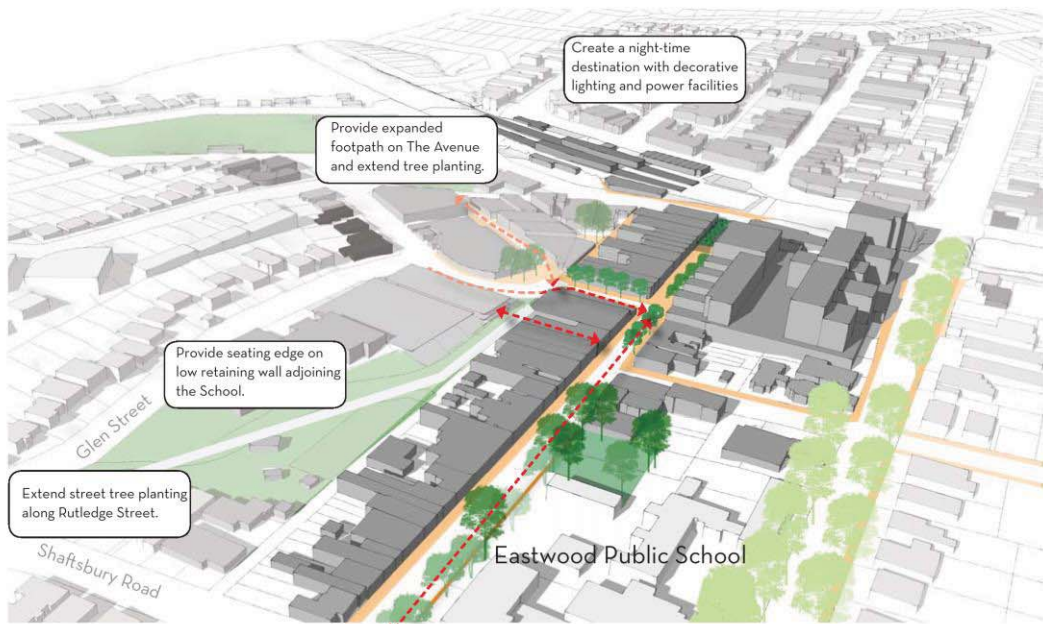 Create a night-time
destination with decorative
lighting and power facilities
Provide expanded
footpath on The Avenue
and extend tree planting.
Provide seating edge on
low retaining wall adjoining
the School.
Glen Street
Extend street tree planting
along Rutledge Street.
Shaftsbury Road
Eastwood Public School